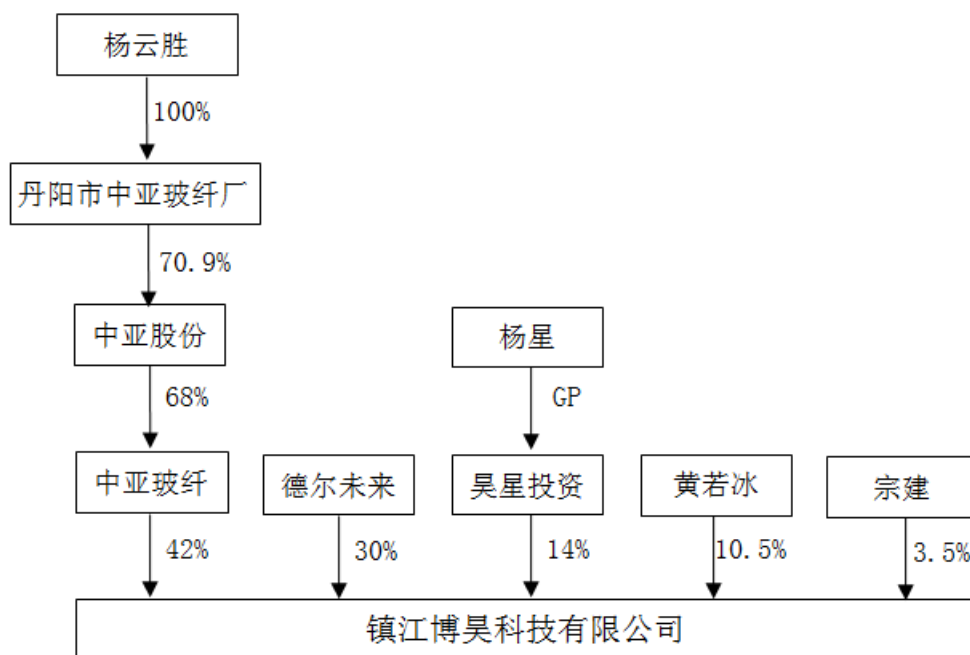 杨云胜
100%
丹阳市中亚玻纤厂
70.9%
中亚股份
杨星
68%
GP
中亚玻纤
德尔未来
昊星投资
黄若冰
宗建
42%
30%
14%
10.5%
3.5%
镇江博昊科技有限公司